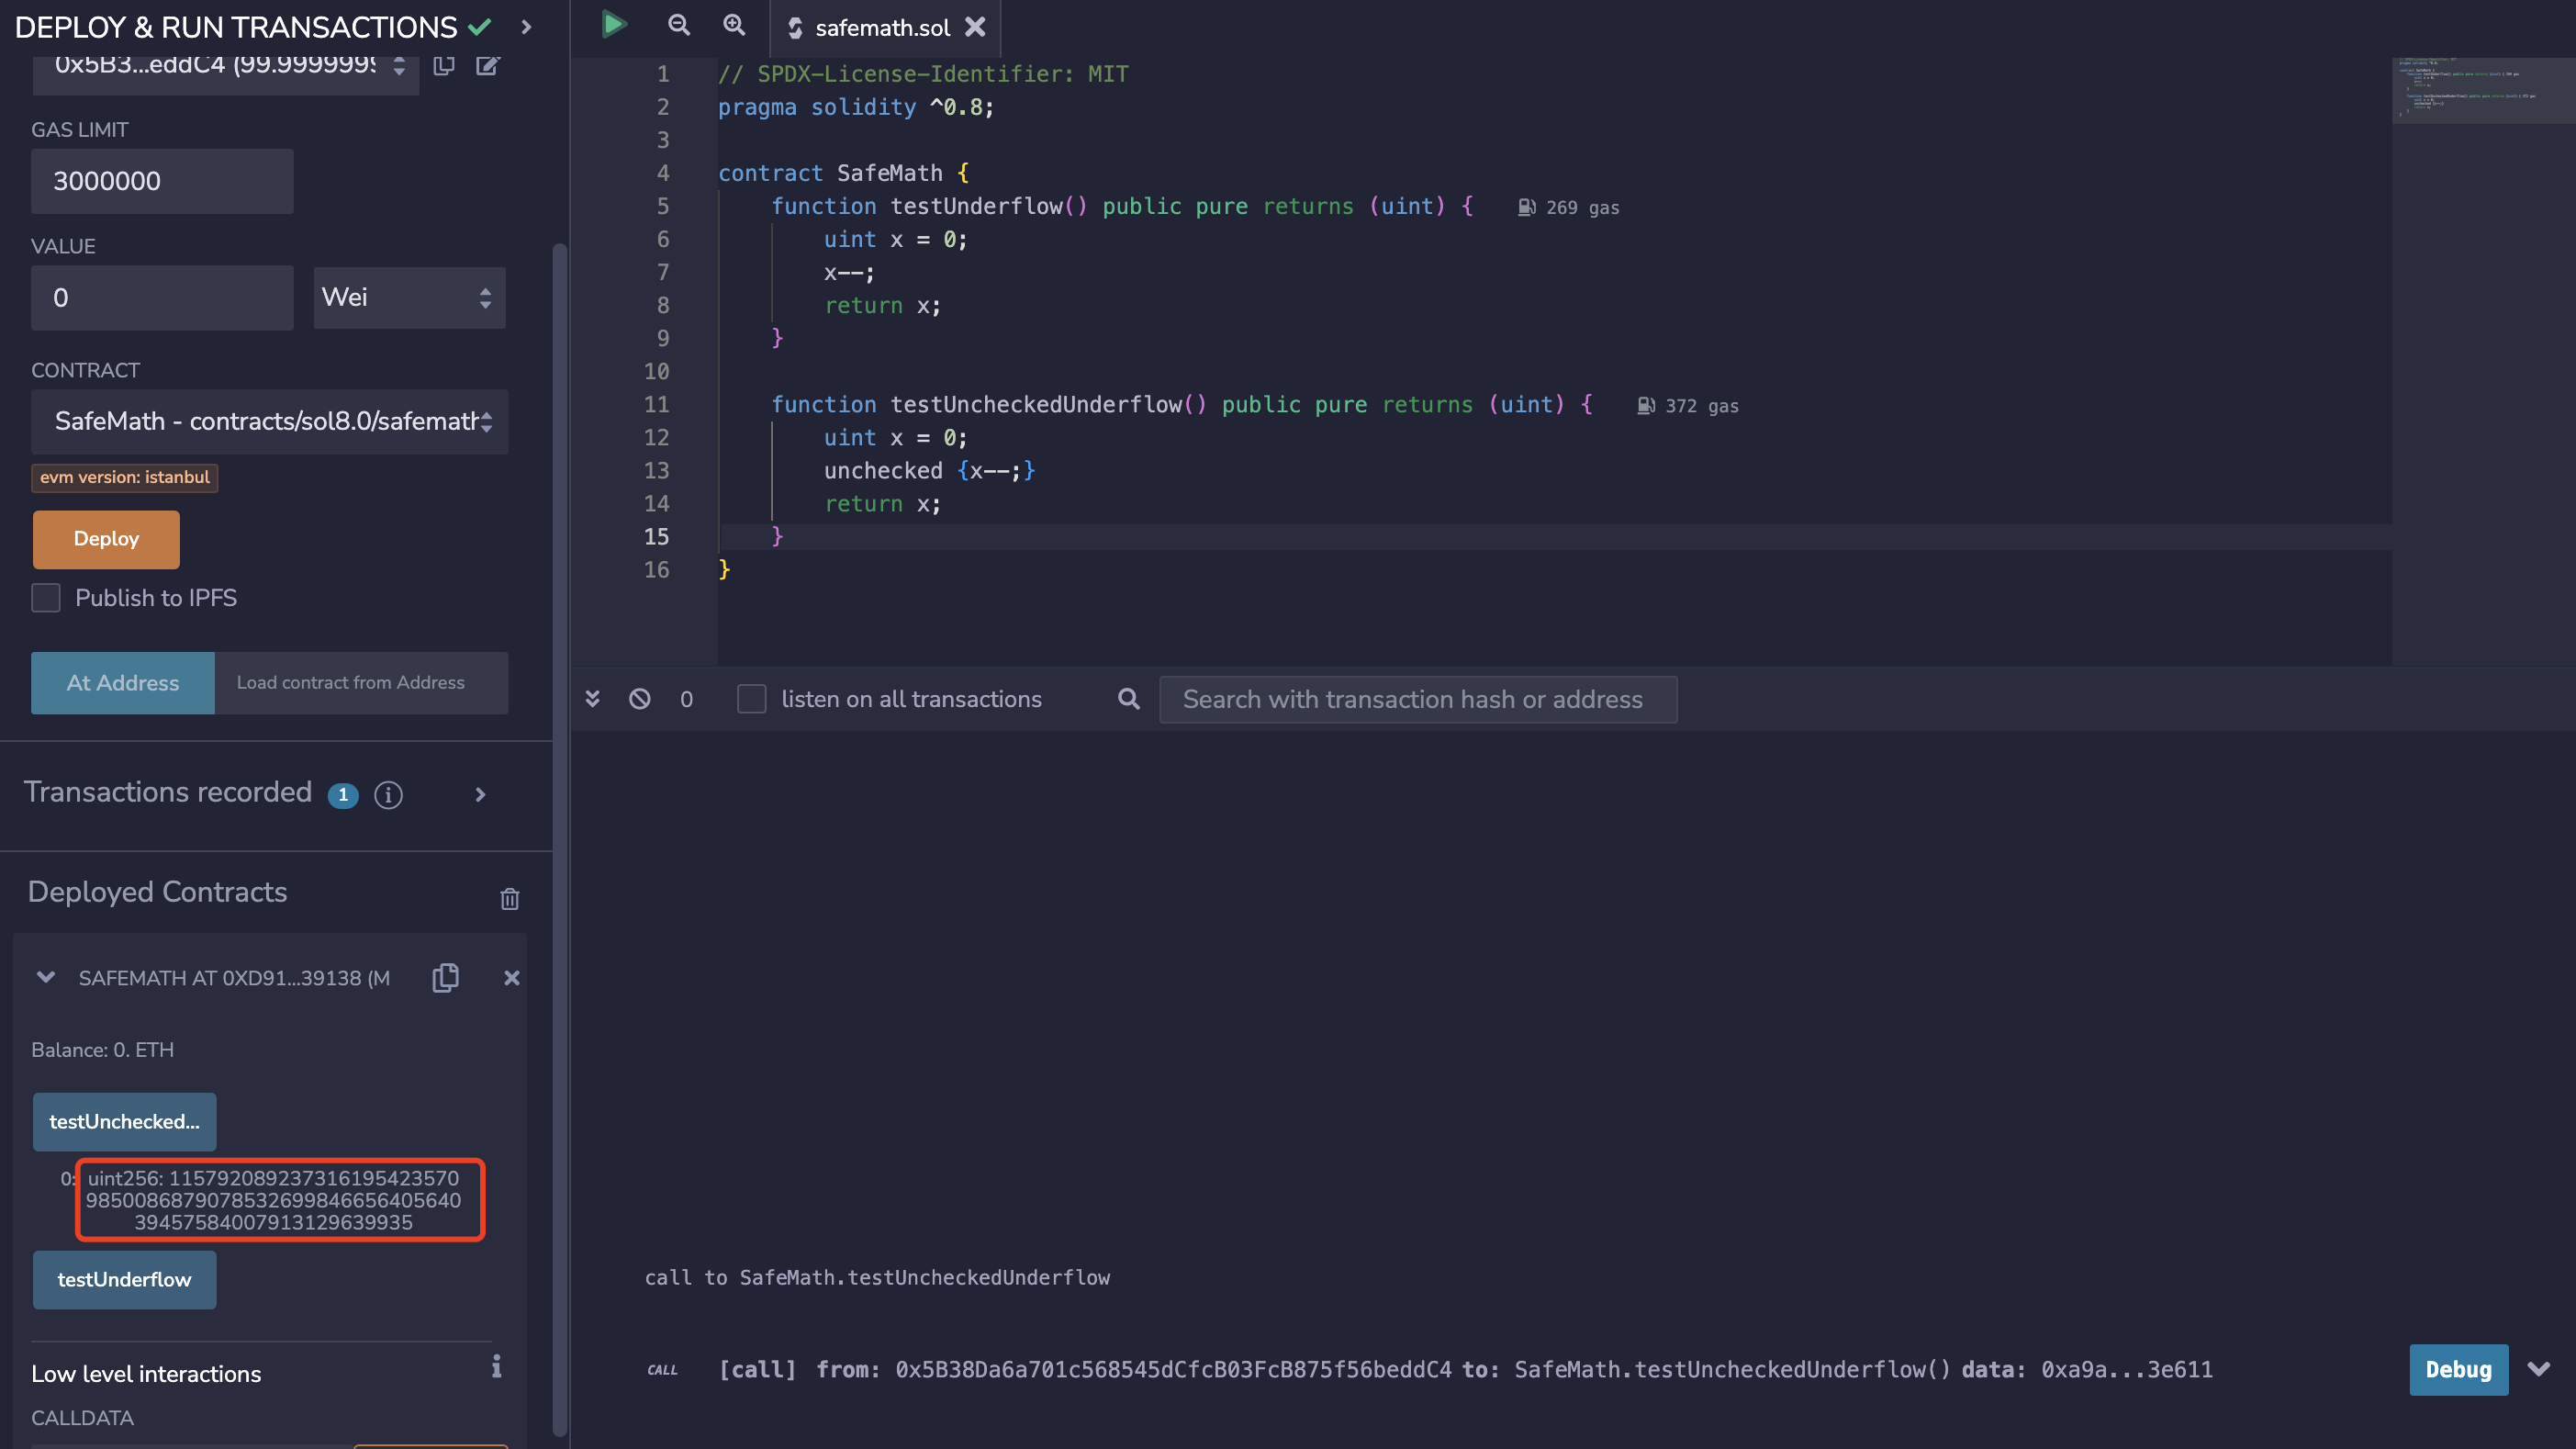 DEPLOY & RUN TRANSACTIONS
0x5B3...eddC4 (99.9999999
GAS LIMIT
3000000
VALUE
0
Wei
CONTRACT
SafeMath - contracts/sol8.0/safemath
evm version: istanbul
Deploy
Publish to IPFS
At Address
Load contract from Address
Transactions recorded 1
Deployed Contracts
SAFEMATH AT 0XD91...39138 (M
Balance: 0. ETH
testUnchecked...
0: uint256: 115792089237316195423570
985008687907853269984665640564 0
39457584007913129639935
testUnderflow
Low level interactions
CALLDATA
safemath.sol
1 // SPDX-License-Identifier: MIT
2 pragma solidity ^0.8;
3
4 contract SafeMath {
5 function testUnderflow() public pure returns (uint) { 269 gas
6 uint x = 0;
7 x--;
8 return x;
9 }
10
11 function testUncheckedUnderflow() public pure returns (uint) { 372 gas
12 uint x = 0;
13 unchecked {x--;}
14 return x;
15 }
16 }
0
listen on all transactions
Search with transaction hash or address
call to SafeMath.testUncheckedUnderflow
CALL [call] from: 0x5B38Da6a701c568545dCfcB03FcB875f56beddC4 to: SafeMath.testUncheckedUnderflow() data: 0xa9a...3e611
Debug